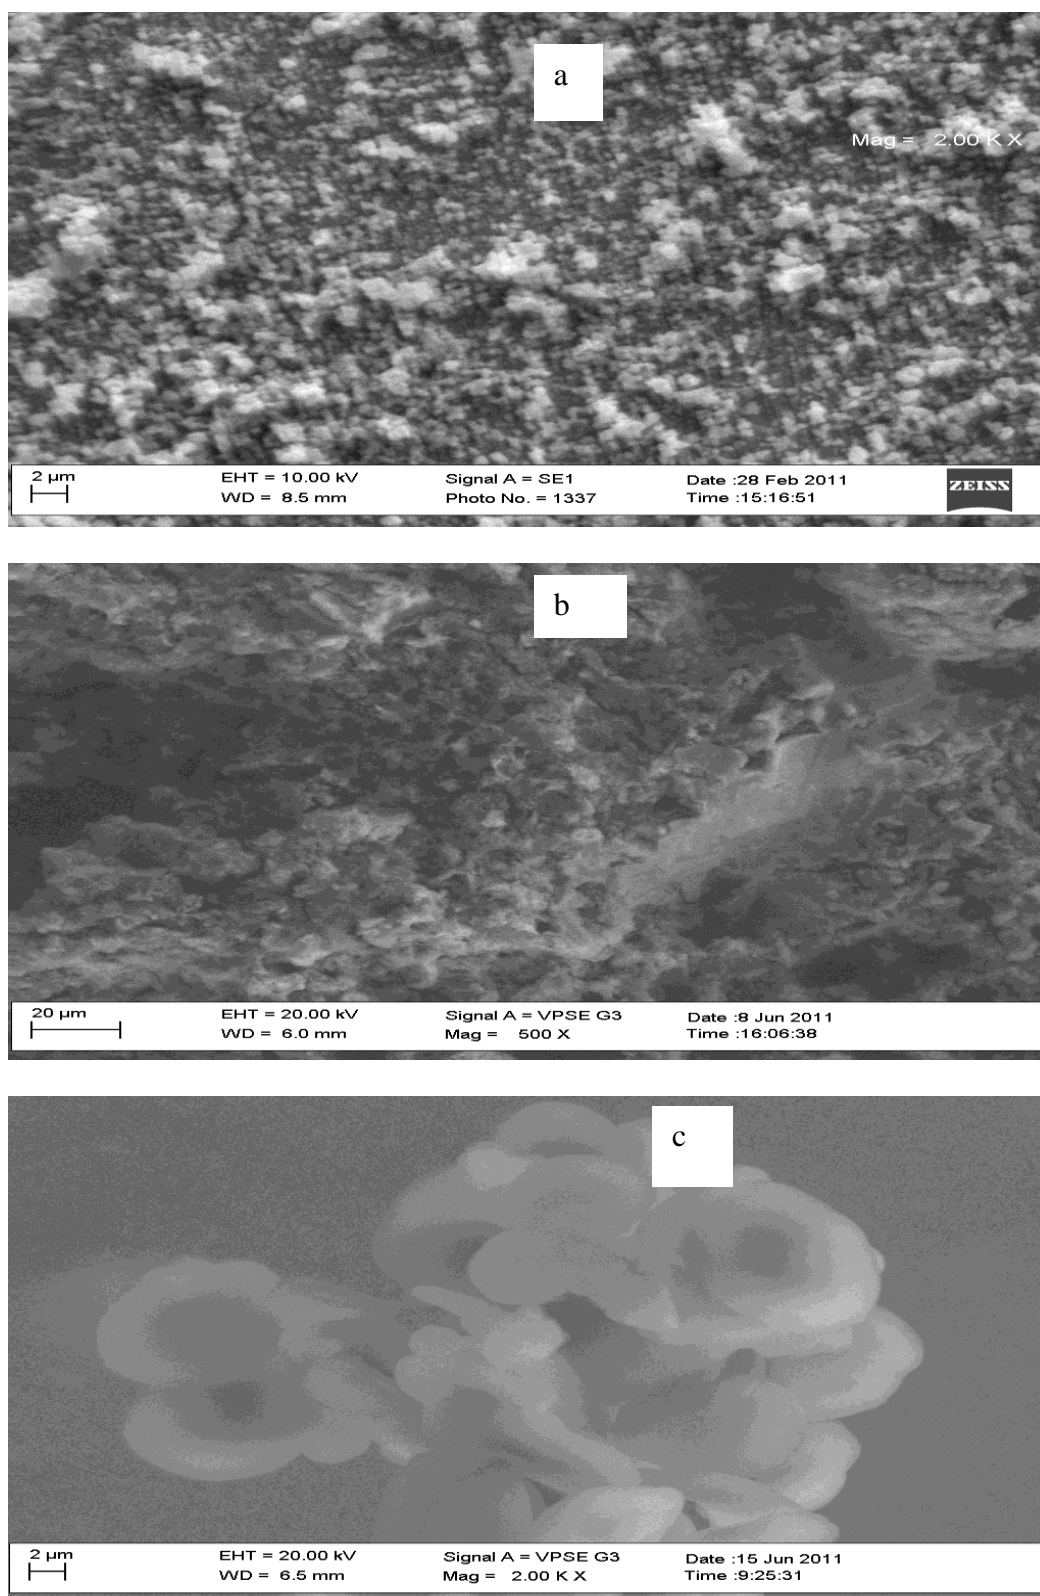 a
Mag = 2.00 K X
2 µm EHT = 10.00 kV Signal A = SE1 Date :28 Feb 2011 ZEISS
WD = 8.5 mm Photo No. = 1337 Time :15:16:51
b
20 µm EHT = 20.00 kV Signal A = VPSE G3 Date :8 Jun 2011
WD = 6.0 mm Mag = 500 X Time :16:06:38
c
2 µm EHT = 20.00 kV Signal A = VPSE G3 Date :15 Jun 2011
WD = 6.5 mm Mag = 2.00 K X Time :9:25:31